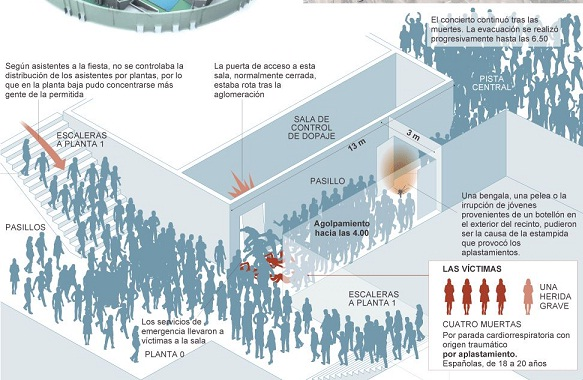 El concierto continuó tras las
muertes. La evacuación se realizó
progresivamente hasta las 6.50
Según asistentes a la fiesta, no se controlaba la
distribución de los asistentes por plantas, por lo
que en la planta baja pudo concentrarse más
gente de la permitida
La puerta de acceso a esta
sala, normalmente cerrada,
estaba rota tras la
aglomeración
PISTA
CENTRAL
ESCALERAS
A PLANTA 1
SALA DE
CONTROL
DE DOPAJE
13 m
3 m
PASILLO
PASILLOS
Agolpamiento
hacia las 4.00
Una bengala, una pelea o la
irrupción de jóvenes
provenientes de un botellón en
el exterior del recinto, pudieron
ser la causa de la estampida
que provocó los
aplastamientos.
ESCALERAS
A PLANTA 1
Los servicios de
emergencia llevaron a
víctimas a la sala
PLANTA 0
LAS VÍCTIMAS
UNA
HERIDA
GRAVE
CUATRO MUERTAS
Por parada cardiorrespiratoria con
origen traumático
por aplastamiento.
Españolas, de 18 a 20 años